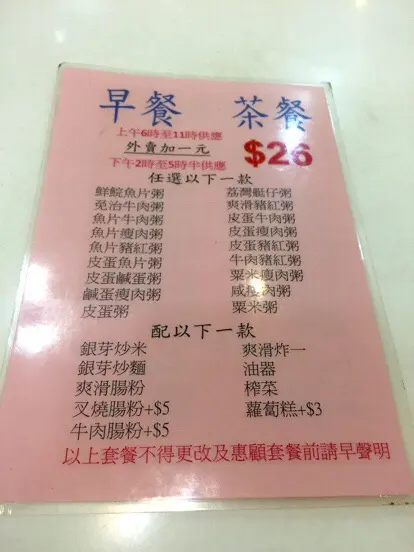 早餐 茶餐
上午6時至11時供應
外賣加一元
下午2時至5時半供應
$26
任選以下一款
鮮鯇魚片粥 荔灣艇仔粥
免治牛肉粥 爽滑豬紅粥
魚片牛肉粥 皮蛋牛肉粥
魚片瘦肉粥 皮蛋瘦肉粥
魚片豬紅粥 皮蛋豬紅粥
皮蛋魚片粥 牛肉豬紅粥
皮蛋鹹蛋粥 粟米瘦肉粥
鹹蛋瘦肉粥 咸瘦肉粥
皮蛋粥 粟米粥
配以下一款
銀芽炒米 爽滑炸一
銀芽炒麵 油器
爽滑腸粉 榨菜
叉燒腸粉+$5 蘿蔔糕+$3
牛肉腸粉+$5
以上套餐不得更改及惠顧套餐前請早聲明